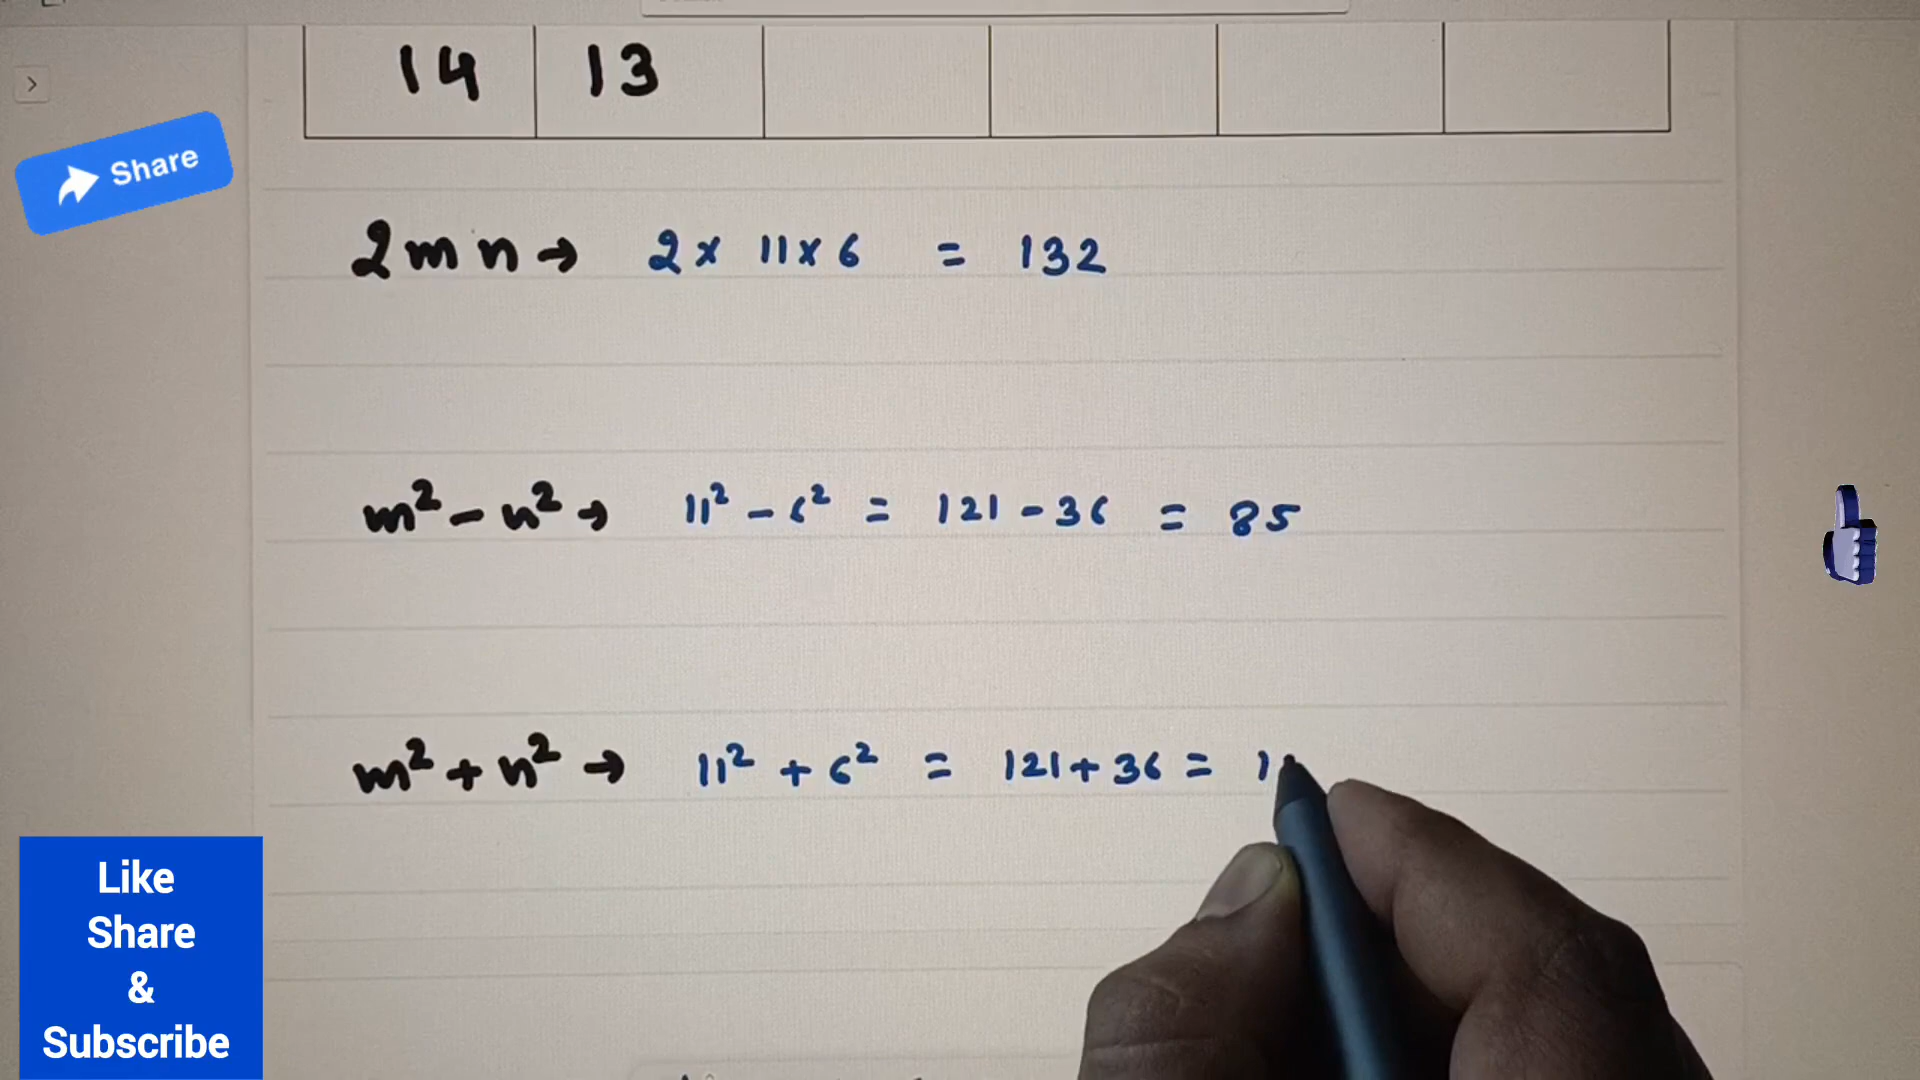 14 13
Share
2mn → 2 × 11 × 6 = 132
m² - n² → 11² - 6² = 121 - 36 = 85
m² + n² → 11² + 6² = 121 + 36 = 1
Like
Share
&
Subscribe